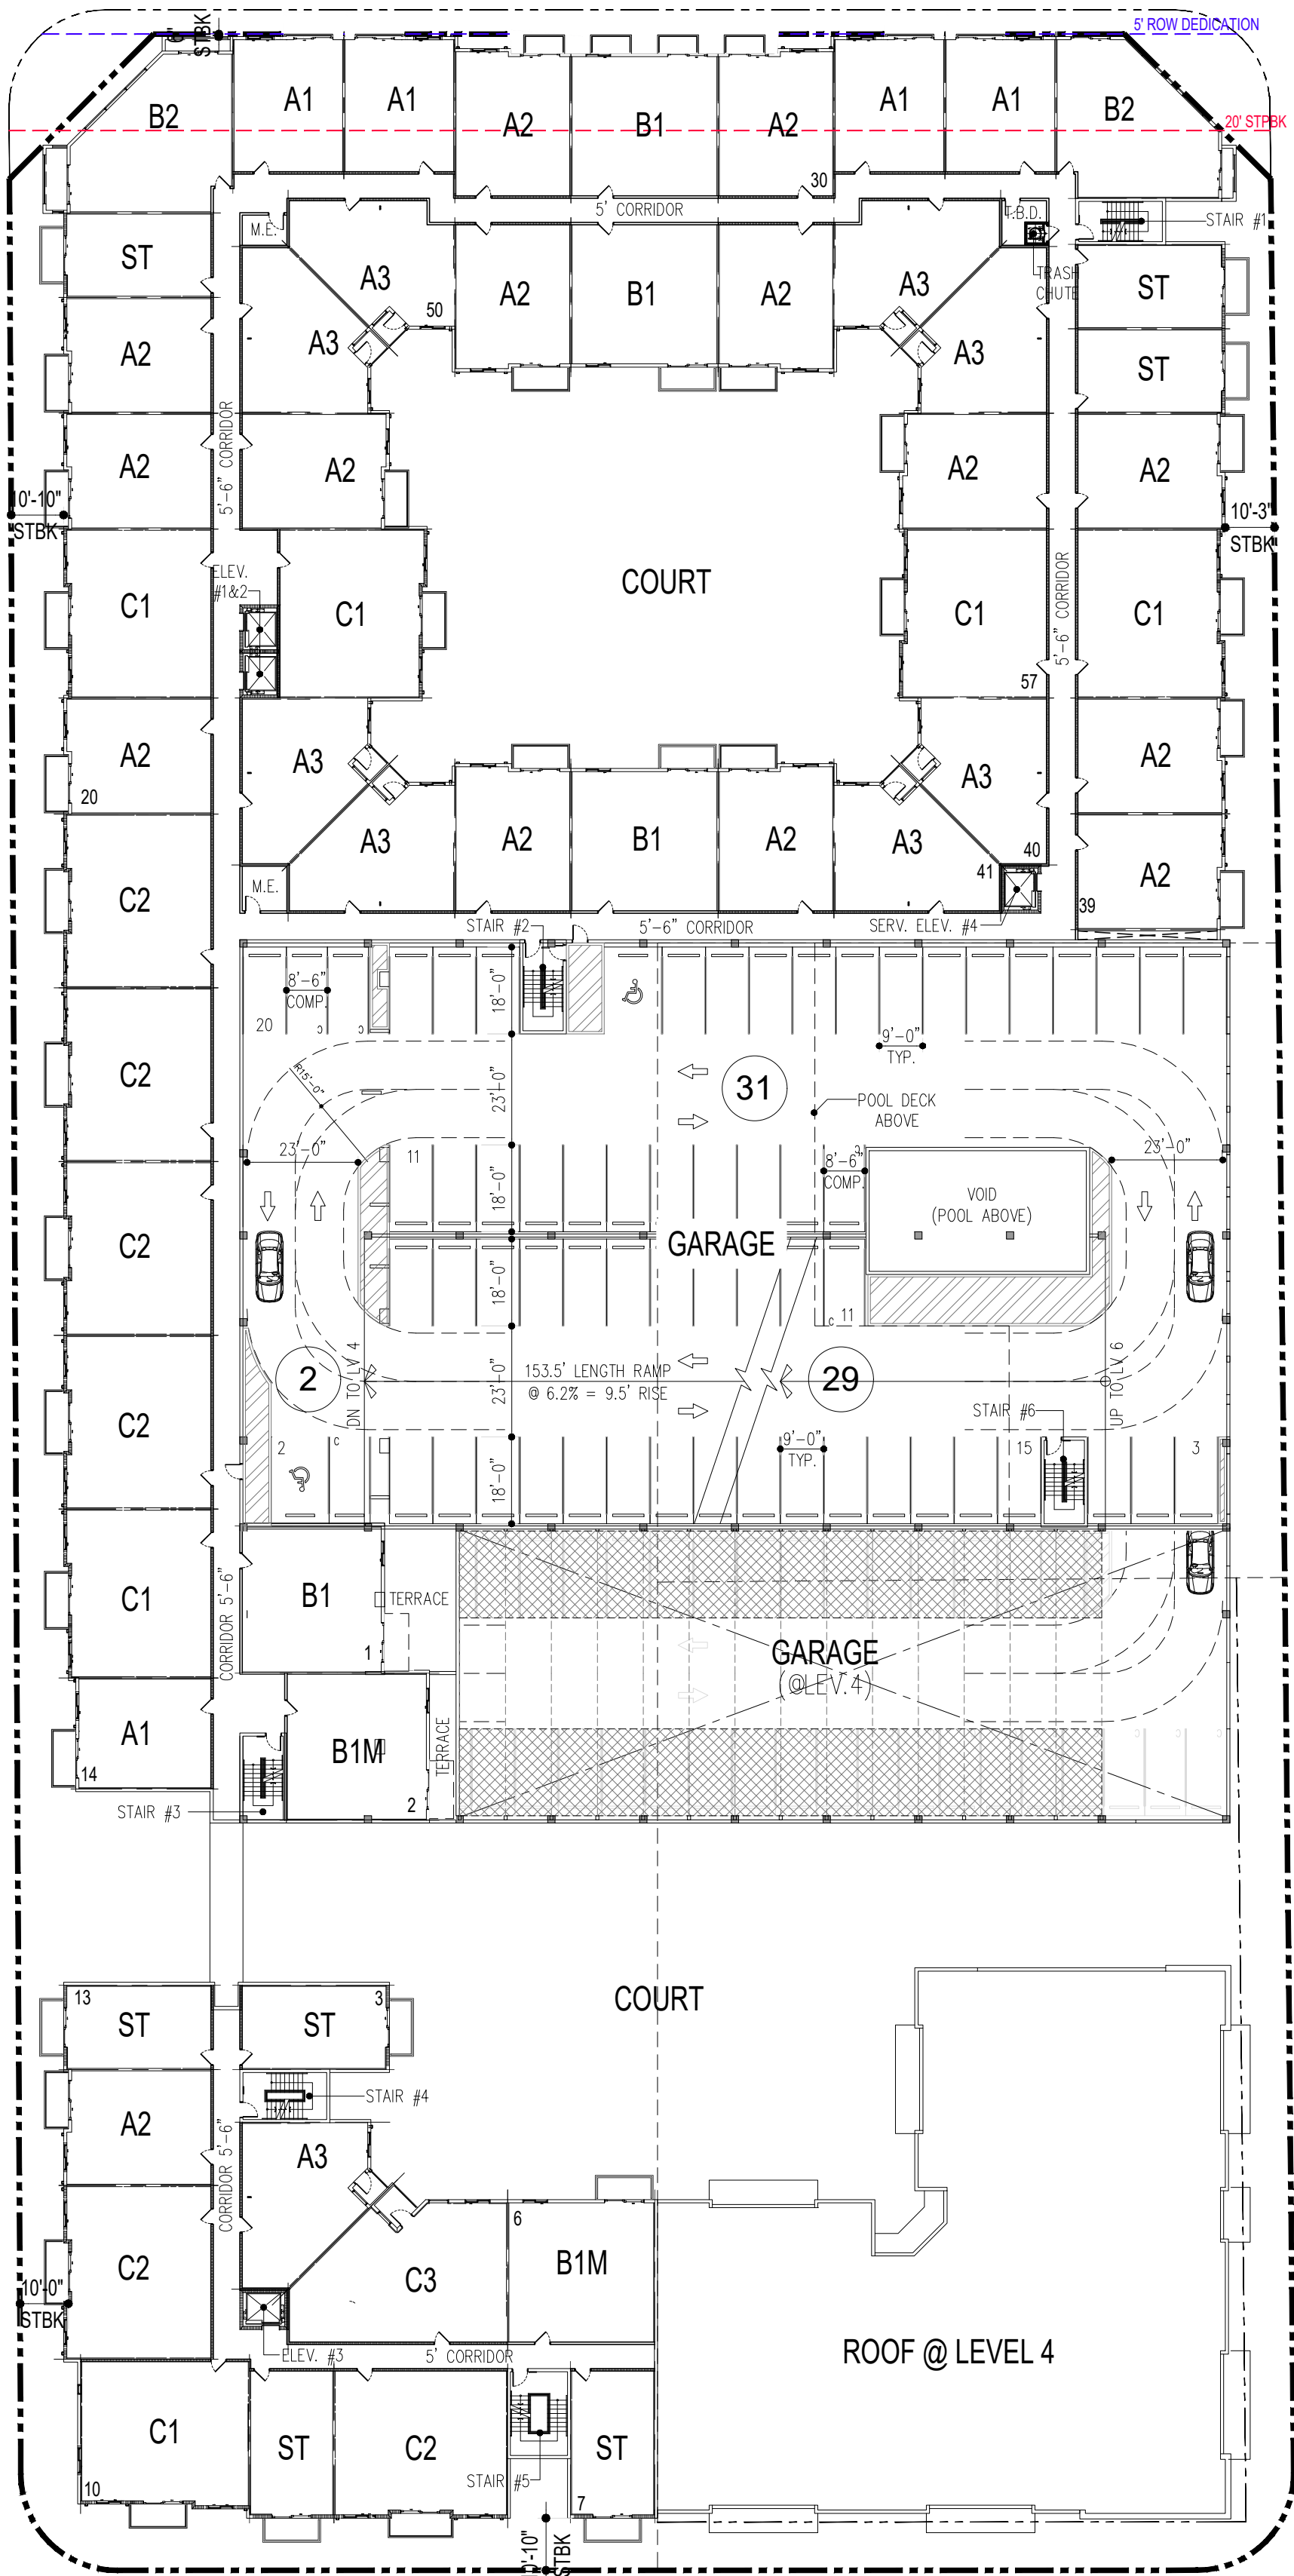 5' ROW DEDICATION
STBK
B2
A1
A1
A2
B1
A2
A1
A1
B2
20' STPBK
30
5' CORRIDOR
M.E.
T.B.D.
STAIR #1
TRASH
CHUTE
ST
A3
50
A2
B1
A2
A3
ST
A2
A3
A3
ST
A2
A2
5'-6" CORRIDOR
A2
A2
10'-10"
STBK
10'-3"
STBK
COURT
ELEV.
#1&2
C1
C1
C1
C1
5'-6" CORRIDOR
57
A2
20
A3
A3
A2
A3
A2
B1
A2
A3
40
41
A2
39
C2
M.E.
STAIR #2
5'-6" CORRIDOR
SERV. ELEV. #4
8'-6"
COMP.
18'-0"
20
c
c
9'-0"
TYP.
C2
R15'-0"
23'-0"
31
POOL DECK
ABOVE
23'-0"
11
18'-0"
8'-6"
COMP.
23'-0"
VOID
(POOL ABOVE)
C2
GARAGE
18'-0"
c 11
2
DN TO LV 4
23'-0"
153.5' LENGTH RAMP
@ 6.2% = 9.5' RISE
29
UP TO LV 6
C2
STAIR #6
2
c
9'-0"
TYP.
15
3
18'-0"
C1
CORRIDOR 5'-6"
B1
TERRACE
1
GARAGE
(@LEV.4)
A1
14
B1M
TERRACE
2
STAIR #3
COURT
13
ST
ST
3
STAIR #4
A2
CORRIDOR 5'-6"
A3
6
C2
C3
B1M
10'-0"
STBK
ELEV. #3
5' CORRIDOR
ROOF @ LEVEL 4
C1
10
ST
C2
ST
7
STAIR #5
STBK